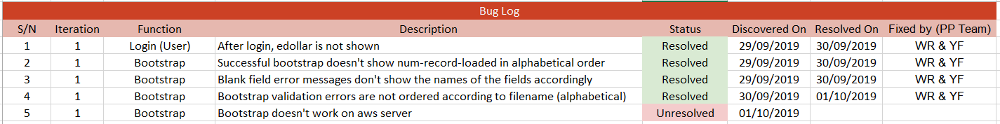 Bug Log
S/N Iteration Function Description Status Discovered On Resolved On Fixed by (PP Team)
1 1 Login (User) After login, edollar is not shown Resolved 29/09/2019 30/09/2019 WR & YF
2 1 Bootstrap Successful bootstrap doesn't show num-record-loaded in alphabetical order Resolved 29/09/2019 30/09/2019 WR & YF
3 1 Bootstrap Blank field error messages don't show the names of the fields accordingly Resolved 29/09/2019 30/09/2019 WR & YF
4 1 Bootstrap Bootstrap validation errors are not ordered according to filename (alphabetical) Resolved 30/09/2019 01/10/2019 WR & YF
5 1 Bootstrap Bootstrap doesn't work on aws server Unresolved 01/10/2019